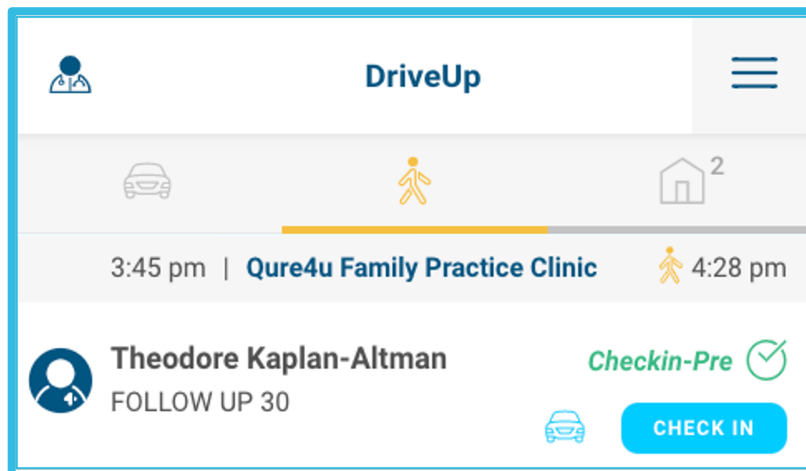 DriveUp
2
3:45 pm | Qure4u Family Practice Clinic 4:28 pm
Theodore Kaplan-Altman Checkin-Pre
FOLLOW UP 30
CHECK IN